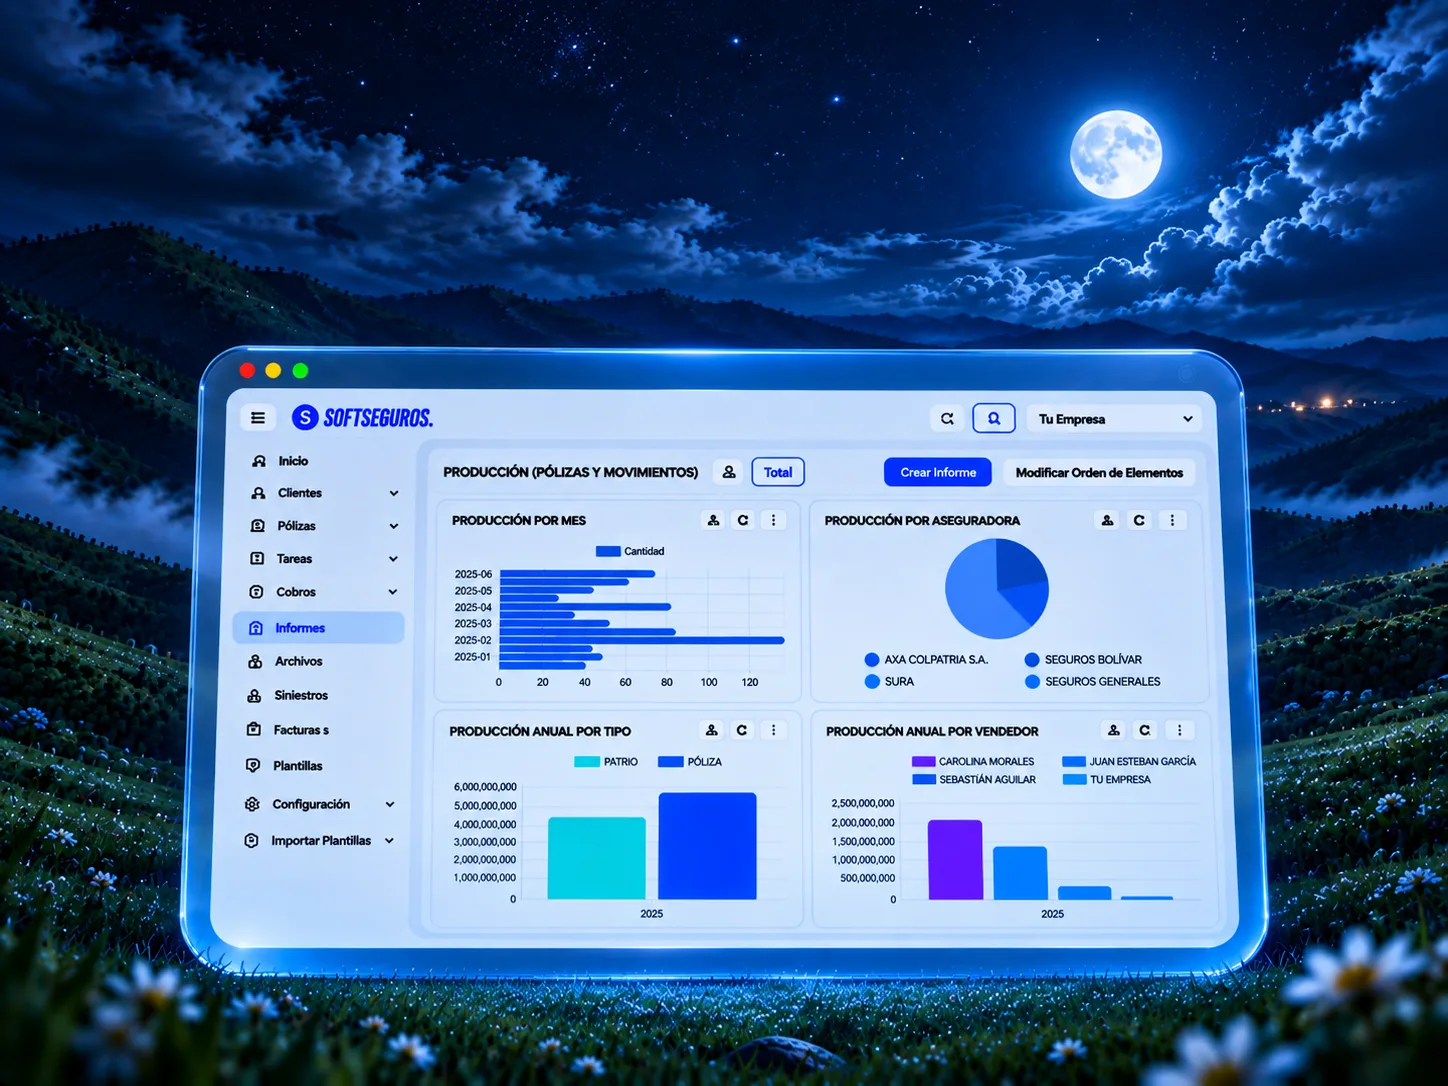 SOFTSEGUROS.
Tu Empresa
Inicio
Clientes
Pólizas
Tareas
Cobros
Informes
Archivos
Siniestros
Facturas s
Plantillas
Configuración
Importar Plantillas
PRODUCCIÓN (PÓLIZAS Y MOVIMIENTOS)
Total
Crear Informe
Modificar Orden de Elementos
PRODUCCIÓN POR MES
Cantidad
2025-06
2025-05
2025-04
2025-03
2025-02
2025-01
0 20 40 60 80 100 120
PRODUCCIÓN POR ASEGURADORA
AXA COLPATRIA S.A. SEGUROS BOLÍVAR
SURA SEGUROS GENERALES
PRODUCCIÓN ANUAL POR TIPO
PATRIO PÓLIZA
6,000,000,000
5,000,000,000
4,000,000,000
3,000,000,000
2,000,000,000
1,000,000,000
0
2025
PRODUCCIÓN ANUAL POR VENDEDOR
CAROLINA MORALES JUAN ESTEBAN GARCÍA
SEBASTIÁN AGUILAR TU EMPRESA
2,500,000,000
2,000,000,000
1,500,000,000
1,000,000,000
500,000,000
0
2025